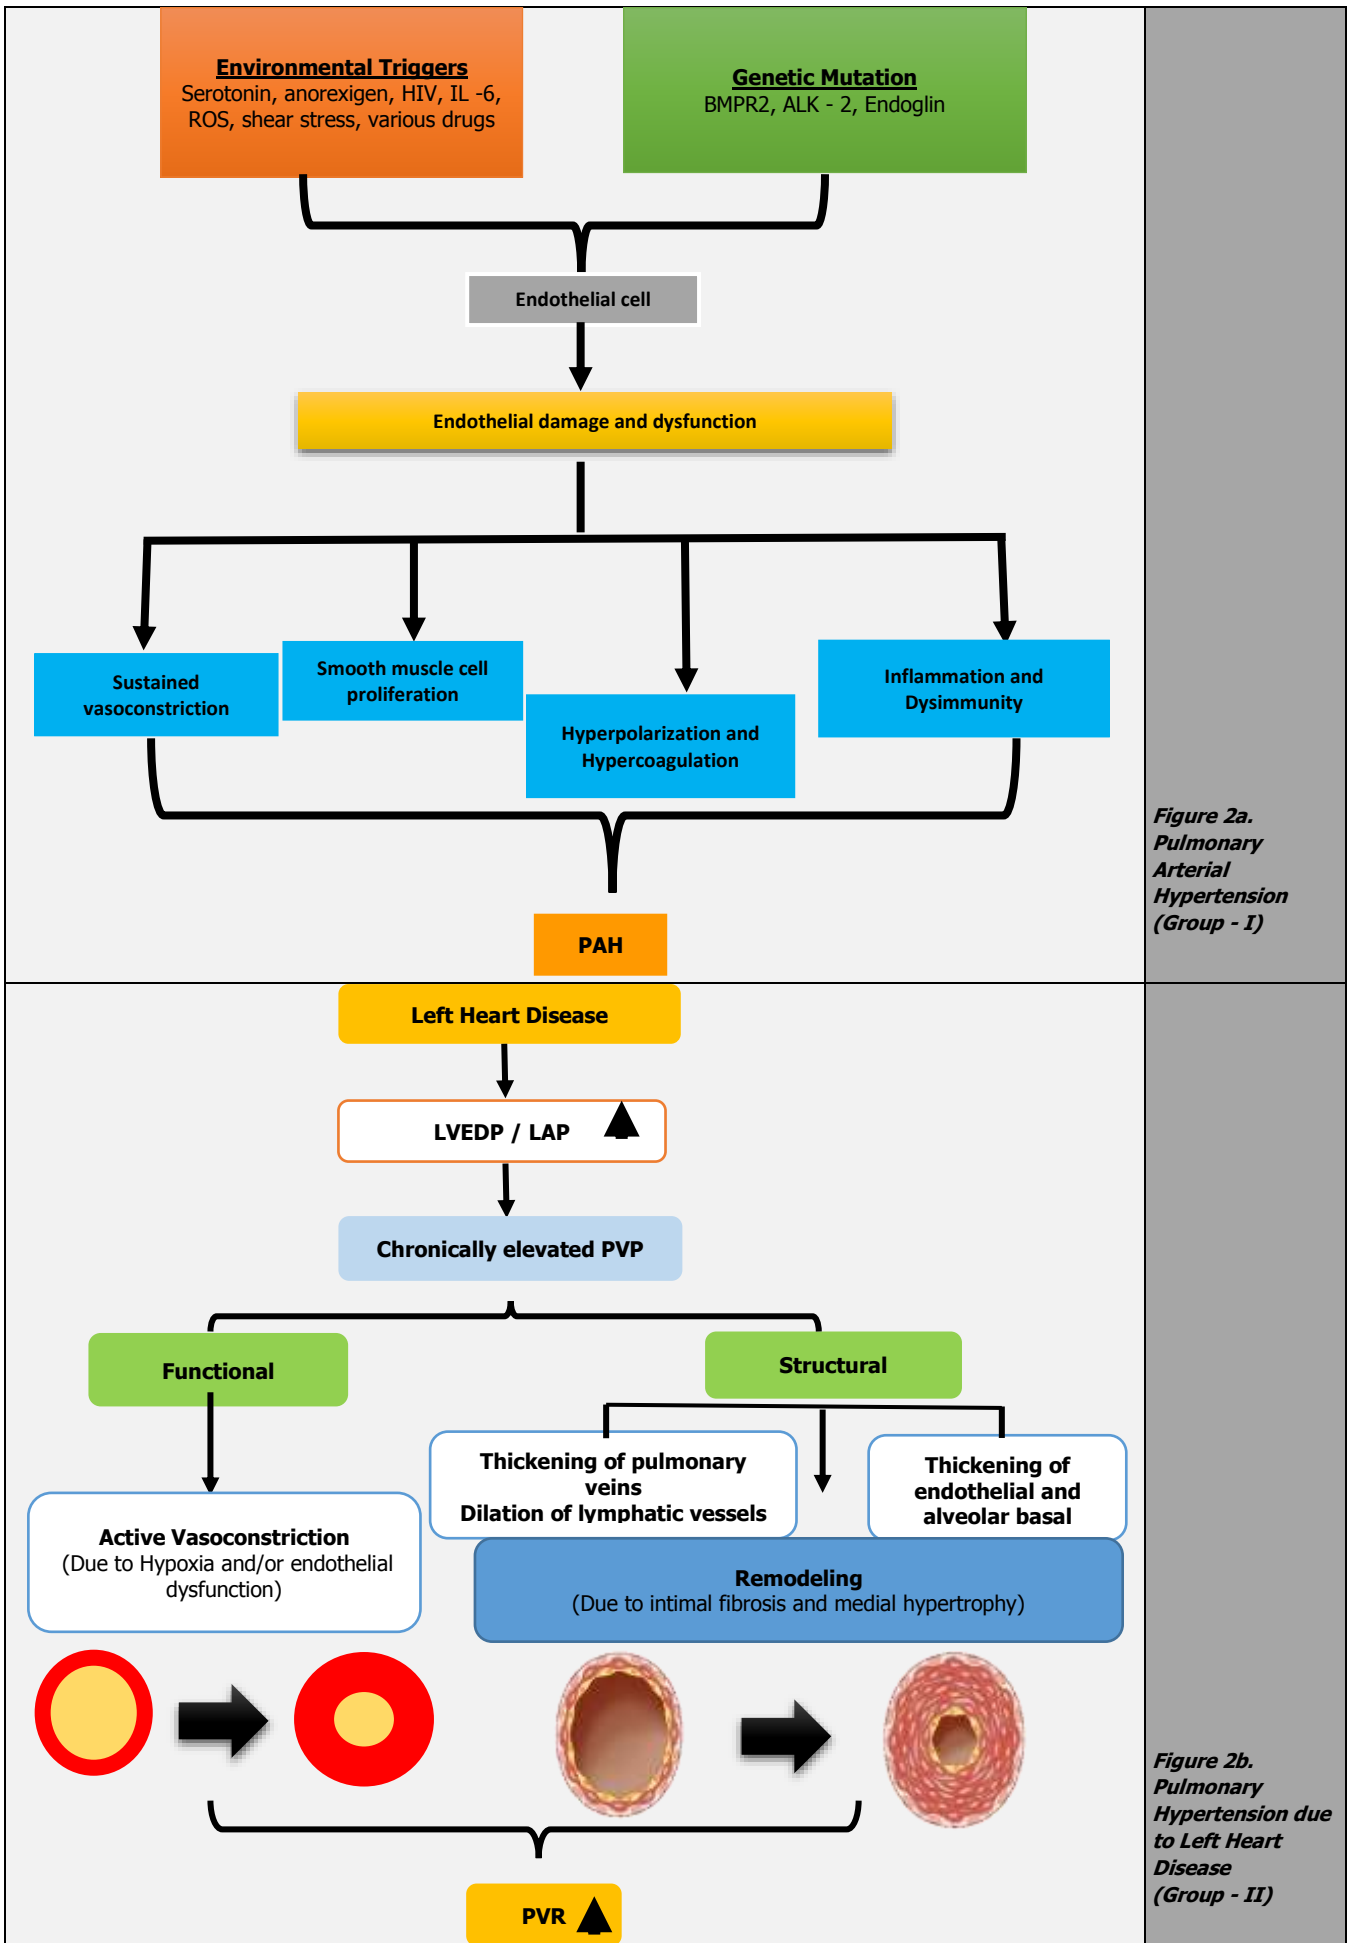 Environmental Triggers
Serotonin, anorexigen, HIV, IL -6,
ROS, shear stress, various drugs
Genetic Mutation
BMPR2, ALK - 2, Endoglin
Endothelial cell
Endothelial damage and dysfunction
Sustained
vasoconstriction
Smooth muscle cell
proliferation
Hyperpolarization and
Hypercoagulation
Inflammation and
Dysimmunity
PAH
Figure 2a.
Pulmonary
Arterial
Hypertension
(Group - I)
Left Heart Disease
LVEDP / LAP
Chronically elevated PVP
Functional
Structural
Active Vasoconstriction
(Due to Hypoxia and/or endothelial
dysfunction)
Thickening of pulmonary
veins
Dilation of lymphatic vessels
Thickening of
endothelial and
alveolar basal
Remodeling
(Due to intimal fibrosis and medial hypertrophy)
PVR
Figure 2b.
Pulmonary
Hypertension due
to Left Heart
Disease
(Group - II)